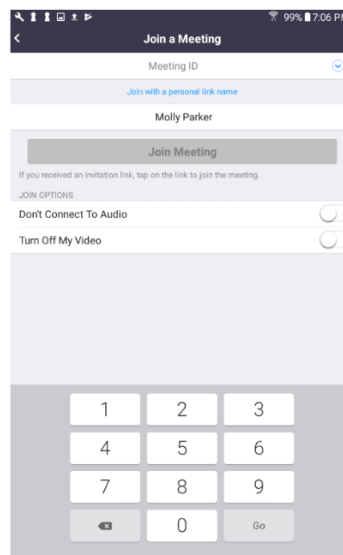 99% 7:06 PM
Join a Meeting
Meeting ID
Join with a personal link name
Molly Parker
Join Meeting
If you received an invitation link, tap on the link to join the meeting.
JOIN OPTIONS
Don't Connect To Audio
Turn Off My Video
1 2 3
4 5 6
7 8 9
0 Go